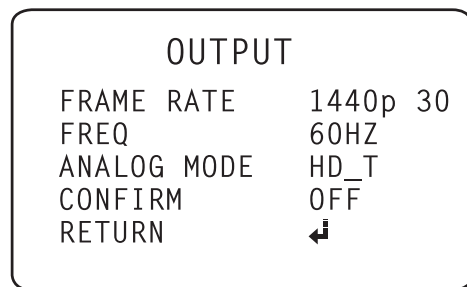 OUTPUT
FRAME RATE 1440p 30
FREQ 60HZ
ANALOG MODE HD_T
CONFIRM OFF
RETURN ↲